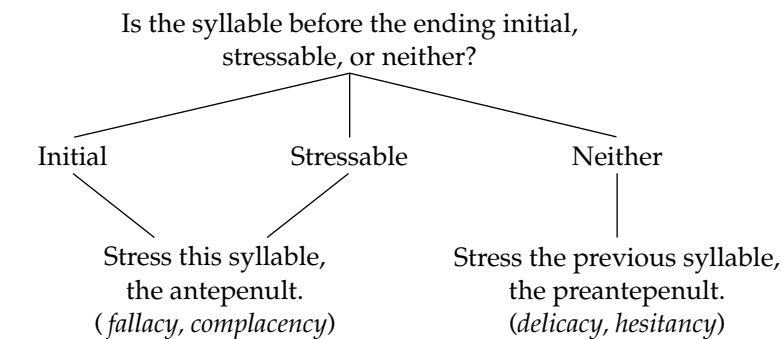 Is the syllable before the ending initial,
stressable, or neither?
Initial
Stressable
Neither
Stress this syllable,
the antepenult.
(fallacy, complacency)
Stress the previous syllable,
the preantepenult.
(delicacy, hesitancy)